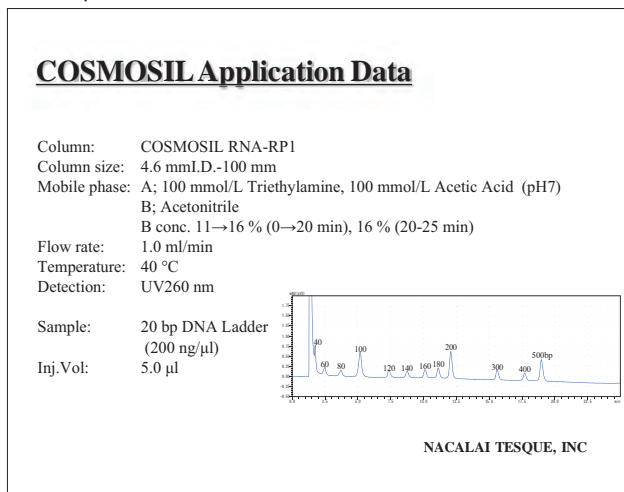 COSMOSIL Application Data
Column: COSMOSIL RNA-RP1
Column size: 4.6 mmI.D.-100 mm
Mobile phase: A; 100 mmol/L Triethylamine, 100 mmol/L Acetic Acid (pH7)
B; Acetonitrile
B conc. 11→16 % (0→20 min), 16 % (20-25 min)
Flow rate: 1.0 ml/min
Temperature: 40 °C
Detection: UV260 nm
Sample: 20 bp DNA Ladder
(200 ng/µl)
Inj.Vol: 5.0 µl
40 60 80 100 120 140 160 180 200 300 400 500bp
NACALAI TESQUE, INC